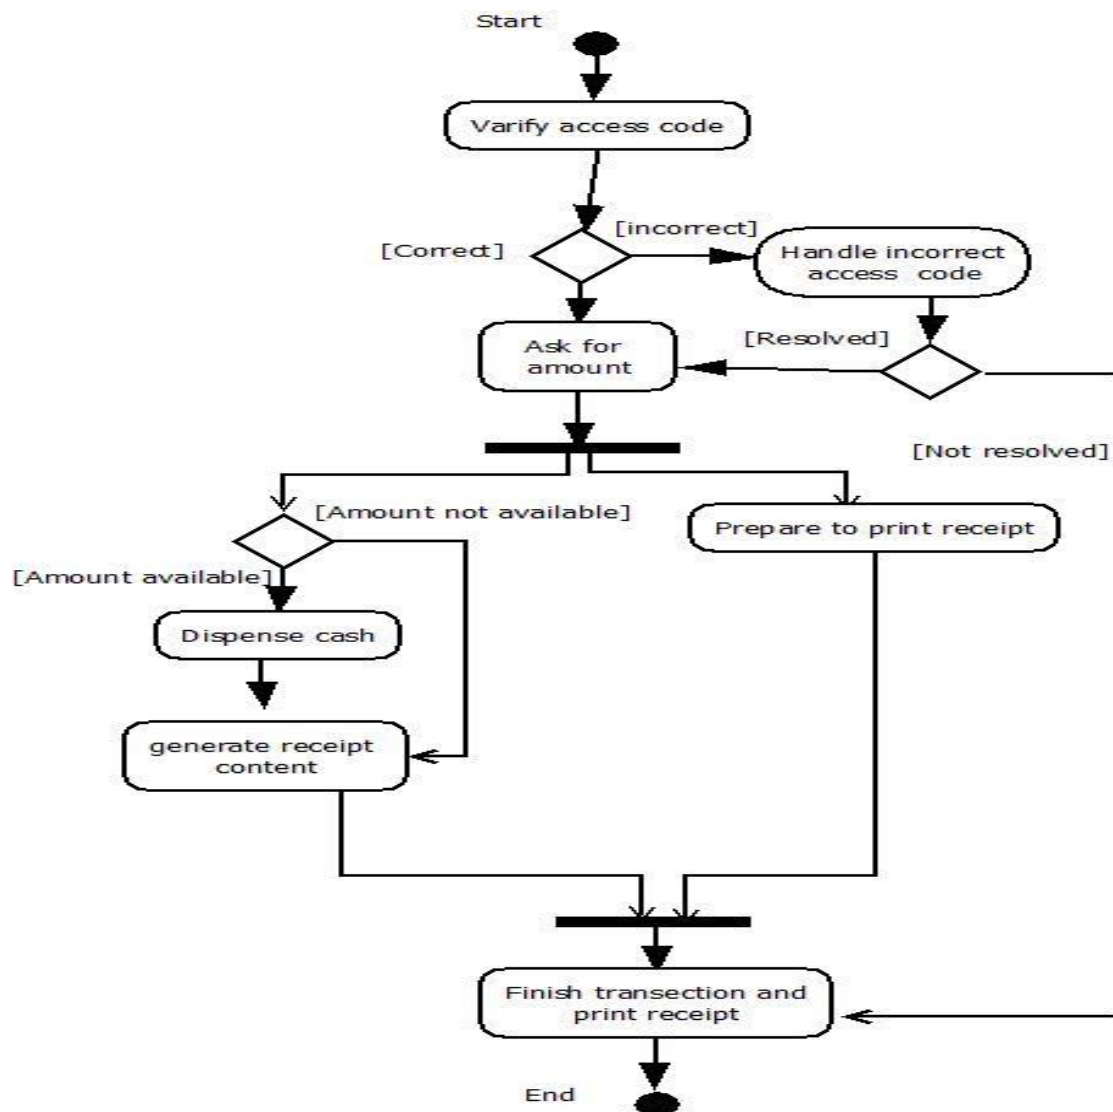 Start
Varify access code
[incorrect]
[Correct]
Handle incorrect
access code
Ask for
amount
[Resolved]
[Not resolved]
[Amount not available]
Prepare to print receipt
[Amount available]
Dispense cash
generate receipt
content
Finish transection and
print receipt
End